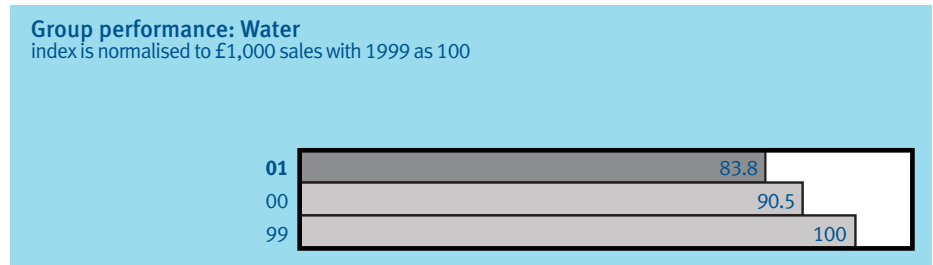 Group performance: Water
index is normalised to £1,000 sales with 1999 as 100
01 83.8
00 90.5
99 100